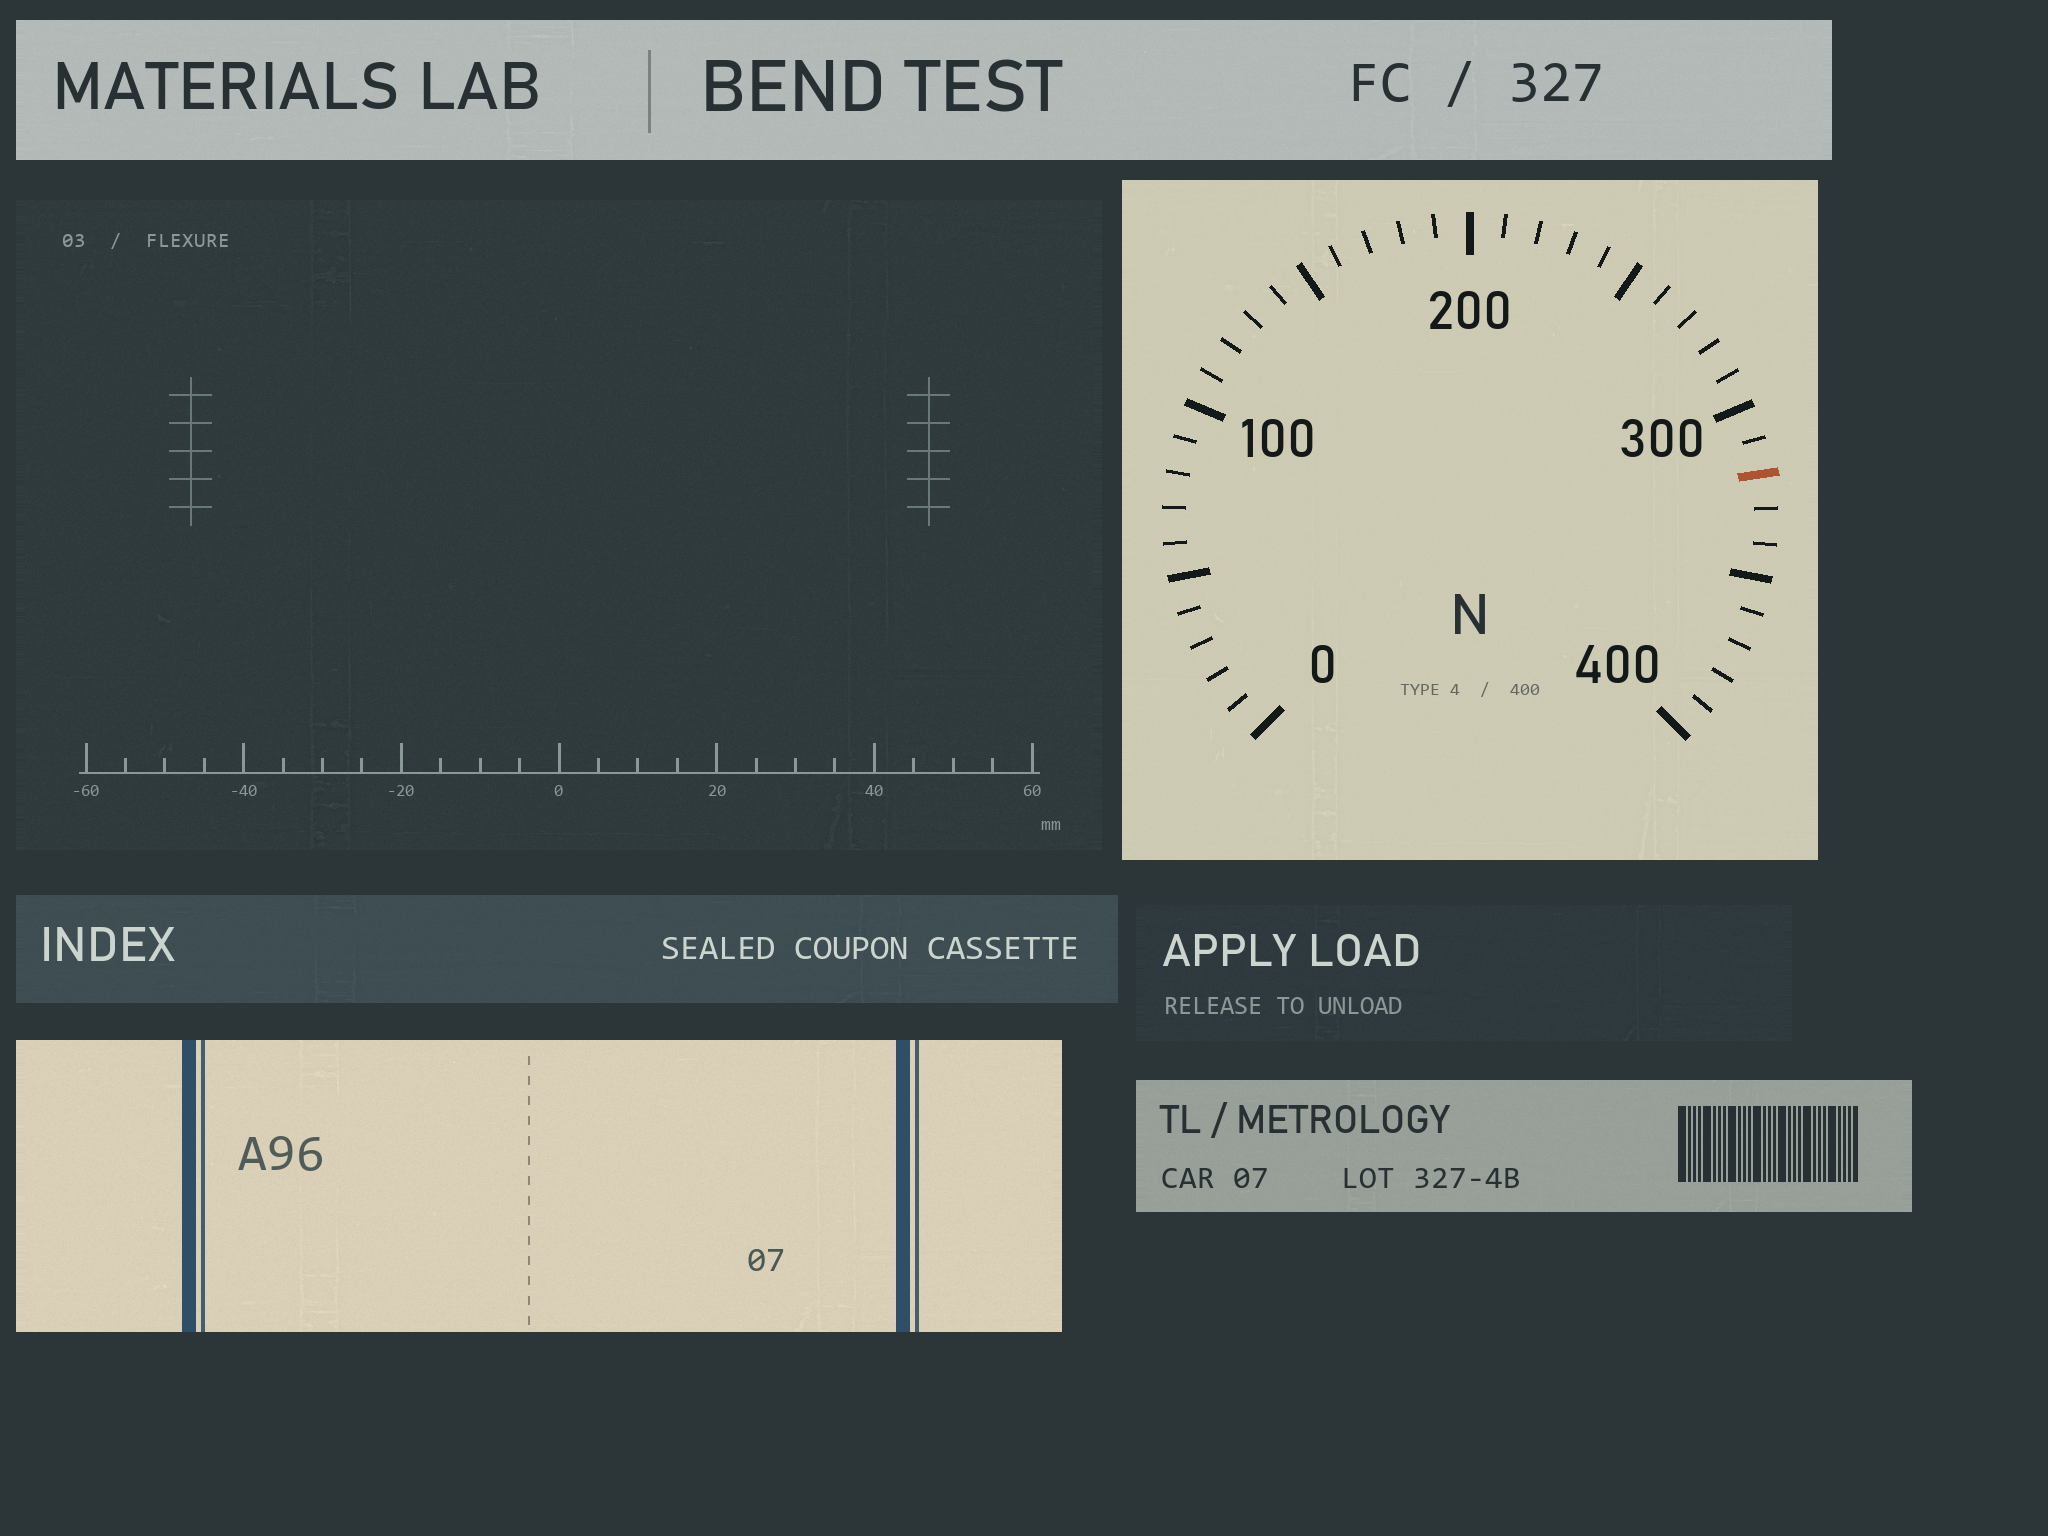 MATERIALS LAB
BEND TEST
FC / 327
03 / FLEXURE
-60 -40 -20 0 20 40 60
mm
200
100
300
N
0
400
TYPE 4 / 400
INDEX
SEALED COUPON CASSETTE
APPLY LOAD
RELEASE TO UNLOAD
A96
07
TL / METROLOGY
CAR 07 LOT 327-4B